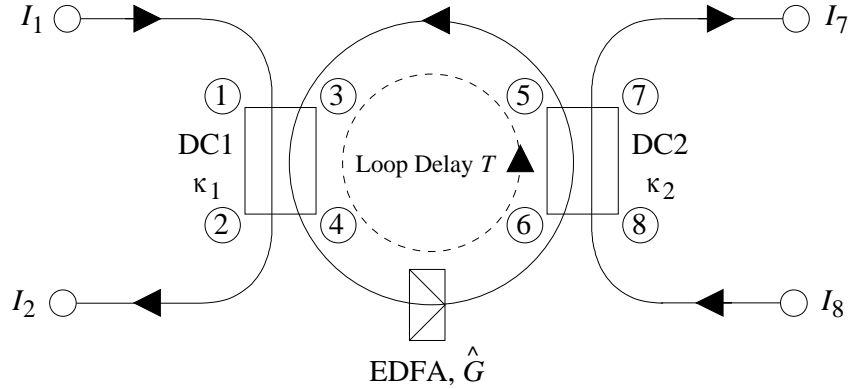 I₁ I₇
① ③ ⑤ ⑦
DC1 Loop Delay T DC2
κ₁ κ₂
② ④ ⑥ ⑧
I₂ I₈
EDFA, Ĝ